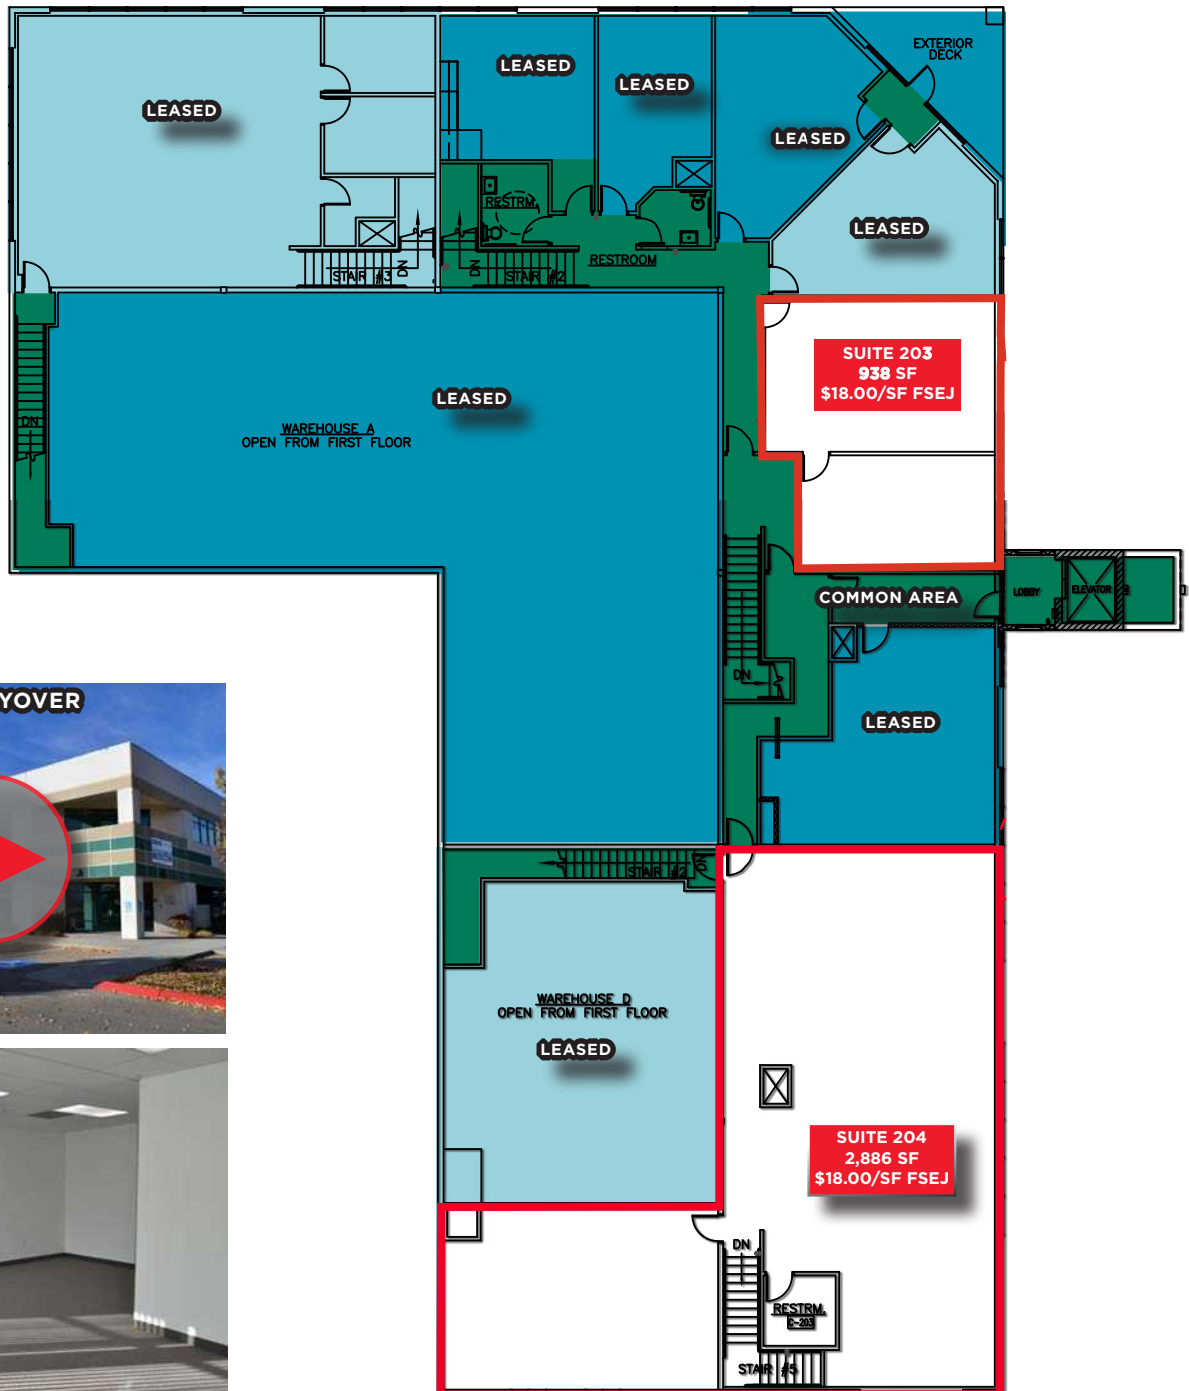 EXTERIOR
DECK
LEASED
LEASED
LEASED
LEASED
RESTRM.
LEASED
RESTROOM
STAIR #3
DN
DN
STAIR #2
SUITE 203
938 SF
$18.00/SF FSEJ
LEASED
DN
WAREHOUSE A
OPEN FROM FIRST FLOOR
COMMON AREA
LOBBY
ELEVATOR
DN
YOVER
LEASED
STAIR #2
DN
WAREHOUSE D
OPEN FROM FIRST FLOOR
LEASED
SUITE 204
2,886 SF
$18.00/SF FSEJ
DN
RESTRM.
C-203
STAIR #5